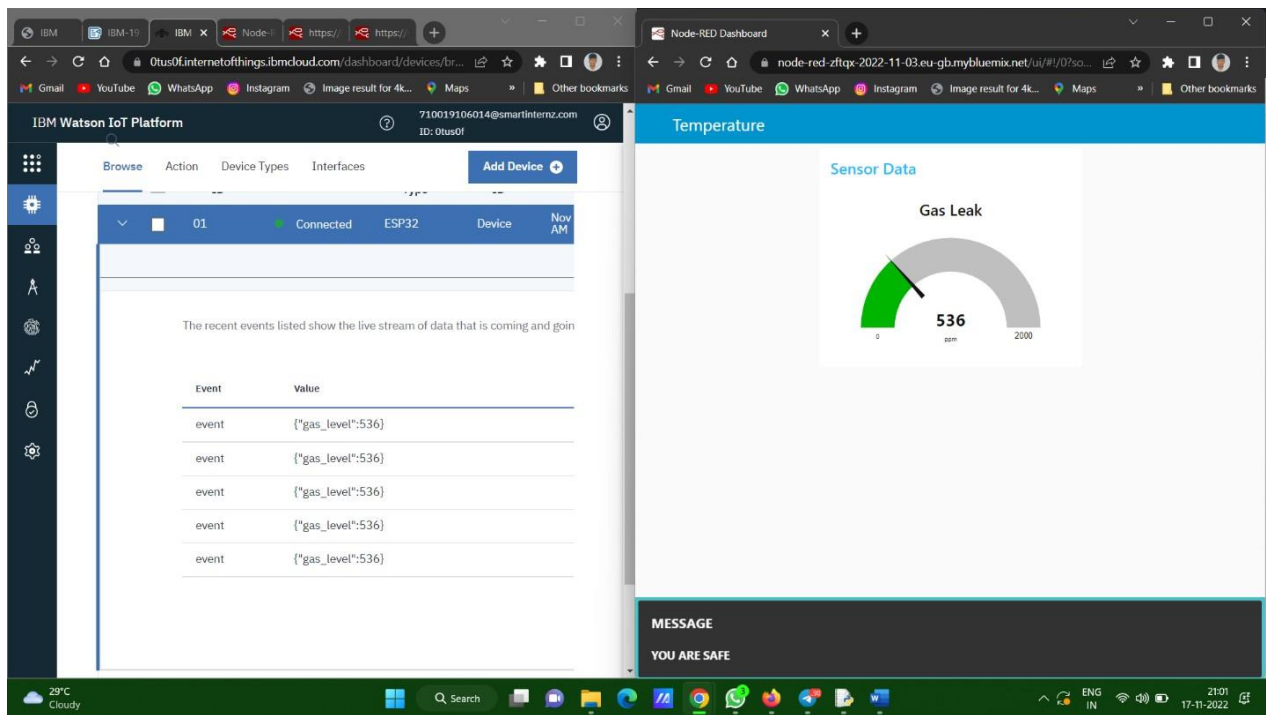 IBM
IBM-19
IBM
Node-R
https://
https://
0tus0f.internetofthings.ibmcloud.com/dashboard/devices/br...
Gmail YouTube WhatsApp Instagram Image result for 4k... Maps » Other bookmarks
IBM Watson IoT Platform
710019106014@smartinternz.com
ID: 0tus0f
Browse Action Device Types Interfaces Add Device
01 Connected ESP32 Device Nov
AM
The recent events listed show the live stream of data that is coming and goin
Event Value
event {"gas_level":536}
event {"gas_level":536}
event {"gas_level":536}
event {"gas_level":536}
event {"gas_level":536}
Node-RED Dashboard
node-red-zftqx-2022-11-03.eu-gb.mybluemix.net/ui/#!/0?so...
Gmail YouTube WhatsApp Instagram Image result for 4k... Maps » Other bookmarks
Temperature
Sensor Data
Gas Leak
536
0 ppm 2000
MESSAGE
YOU ARE SAFE
29°C
Cloudy
Search
3
ENG
IN
21:01
17-11-2022